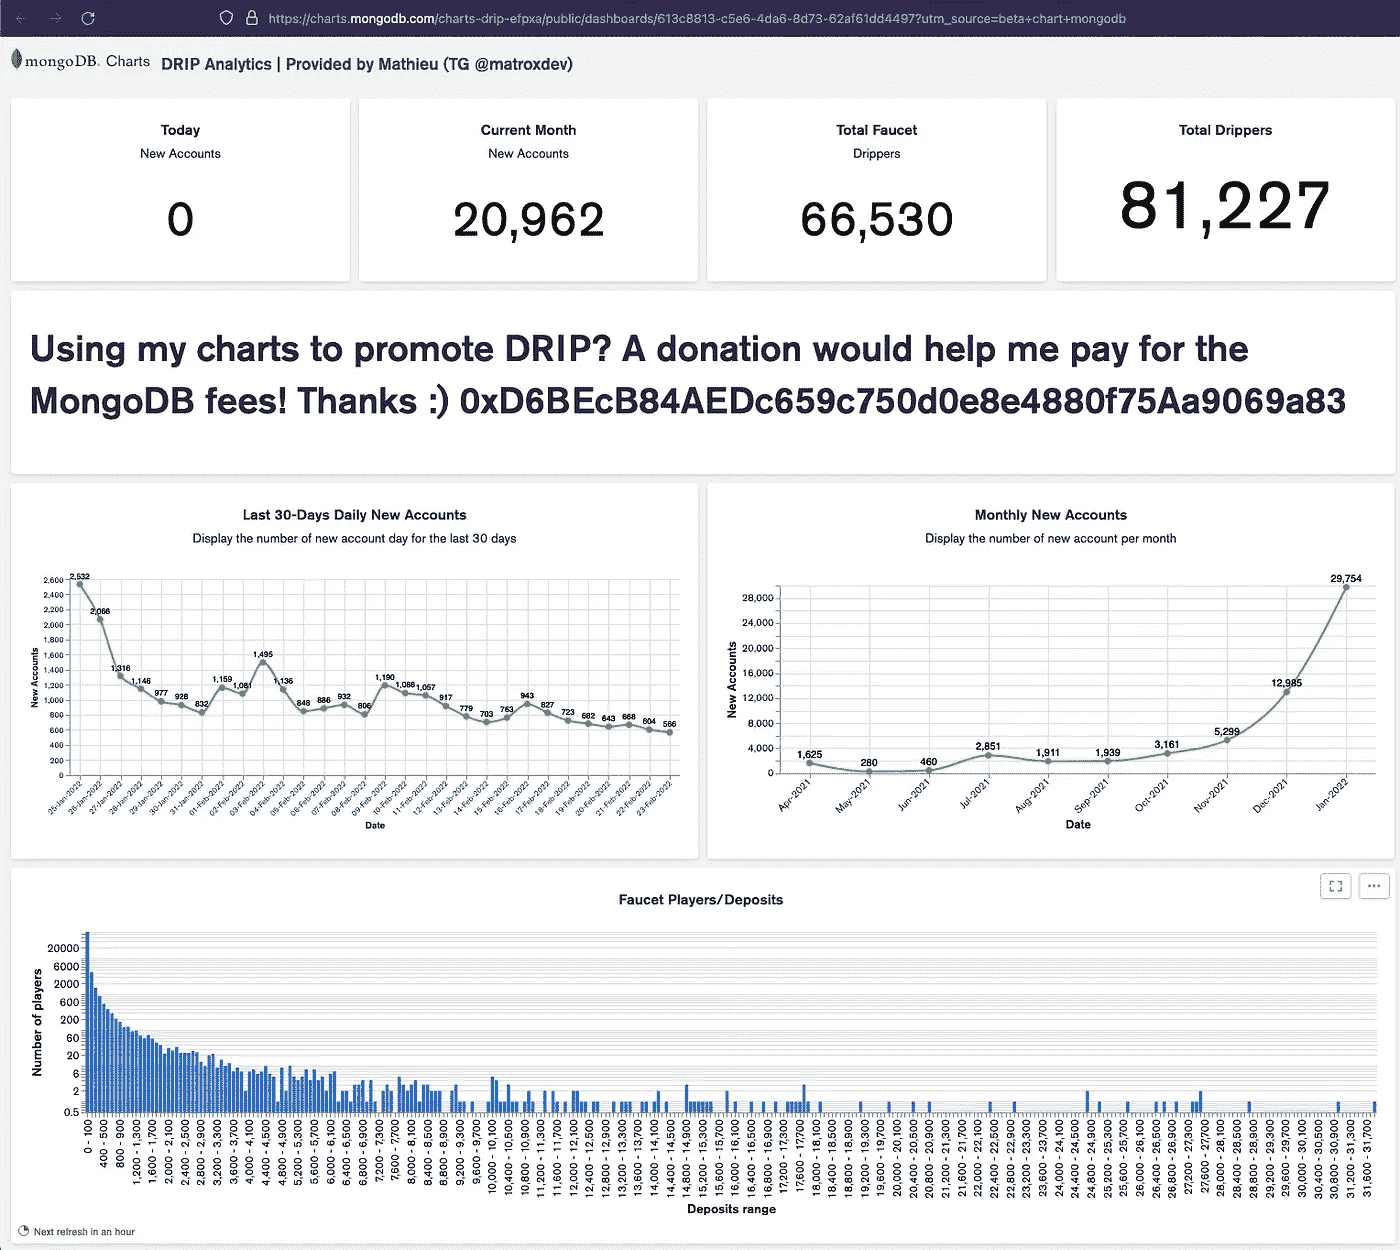 https://charts.mongodb.com/charts-drip-efpxa/public/dashboards/613c8813-c5e6-4da6-8d73-62af61dd4497?utm_source=beta+chart+mongodb
mongoDB. Charts DRIP Analytics | Provided by Mathieu (TG @matroxdev)
Today
New Accounts
0
Current Month
New Accounts
20,962
Total Faucet
Drippers
66,530
Total Drippers
81,227
Using my charts to promote DRIP? A donation would help me pay for the
MongoDB fees! Thanks :) 0xD6BEcB84AEDc659c750d0e8e4880f75Aa9069a83
Last 30-Days Daily New Accounts
Display the number of new account day for the last 30 days
New Accounts
2,600
2,400
2,200
2,000
1,800
1,600
1,400
1,200
1,000
800
600
400
200
0
2,532
2,066
1,316
1,146
977
928
832
1,159
1,081
1,495
1,136
848
886
932
806
1,190
1,088
1,057
917
779
703
763
943
827
723
682
643
668
604
566
25-Jan-2022
26-Jan-2022
27-Jan-2022
28-Jan-2022
29-Jan-2022
30-Jan-2022
31-Jan-2022
01-Feb-2022
02-Feb-2022
03-Feb-2022
04-Feb-2022
05-Feb-2022
06-Feb-2022
07-Feb-2022
08-Feb-2022
09-Feb-2022
10-Feb-2022
11-Feb-2022
12-Feb-2022
13-Feb-2022
14-Feb-2022
15-Feb-2022
16-Feb-2022
17-Feb-2022
18-Feb-2022
19-Feb-2022
20-Feb-2022
21-Feb-2022
22-Feb-2022
23-Feb-2022
Date
Monthly New Accounts
Display the number of new account per month
New Accounts
28,000
24,000
20,000
16,000
12,000
8,000
4,000
0
1,625
280
460
2,851
1,911
1,939
3,161
5,299
12,985
29,754
Apr-2021
May-2021
Jun-2021
Jul-2021
Aug-2021
Sep-2021
Oct-2021
Nov-2021
Dec-2021
Jan-2022
Date
Faucet Players/Deposits
Number of players
20000
6000
2000
600
200
60
20
6
2
0.5
0 - 100
400 - 500
800 - 900
1,200 - 1,300
1,600 - 1,700
2,000 - 2,100
2,400 - 2,500
2,800 - 2,900
3,200 - 3,300
3,600 - 3,700
4,000 - 4,100
4,400 - 4,500
4,800 - 4,900
5,200 - 5,300
5,600 - 5,700
6,000 - 6,100
6,400 - 6,500
6,800 - 6,900
7,200 - 7,300
7,600 - 7,700
8,000 - 8,100
8,400 - 8,500
8,800 - 8,900
9,200 - 9,300
9,600 - 9,700
10,000 - 10,100
10,400 - 10,500
10,800 - 10,900
11,200 - 11,300
11,600 - 11,700
12,000 - 12,100
12,400 - 12,500
12,800 - 12,900
13,200 - 13,300
13,600 - 13,700
14,000 - 14,100
14,400 - 14,500
14,800 - 14,900
15,200 - 15,300
15,600 - 15,700
16,000 - 16,100
16,400 - 16,500
16,800 - 16,900
17,200 - 17,300
17,600 - 17,700
18,000 - 18,100
18,400 - 18,500
18,800 - 18,900
19,200 - 19,300
19,600 - 19,700
20,000 - 20,100
20,400 - 20,500
20,800 - 20,900
21,200 - 21,300
21,600 - 21,700
22,000 - 22,100
22,400 - 22,500
22,800 - 22,900
23,200 - 23,300
23,600 - 23,700
24,000 - 24,100
24,400 - 24,500
24,800 - 24,900
25,200 - 25,300
25,600 - 25,700
26,000 - 26,100
26,400 - 26,500
26,800 - 26,900
27,200 - 27,300
27,600 - 27,700
28,000 - 28,100
28,400 - 28,500
28,800 - 28,900
29,200 - 29,300
29,600 - 29,700
30,000 - 30,100
30,400 - 30,500
30,800 - 30,900
31,200 - 31,300
31,600 - 31,700
Deposits range
Next refresh in an hour